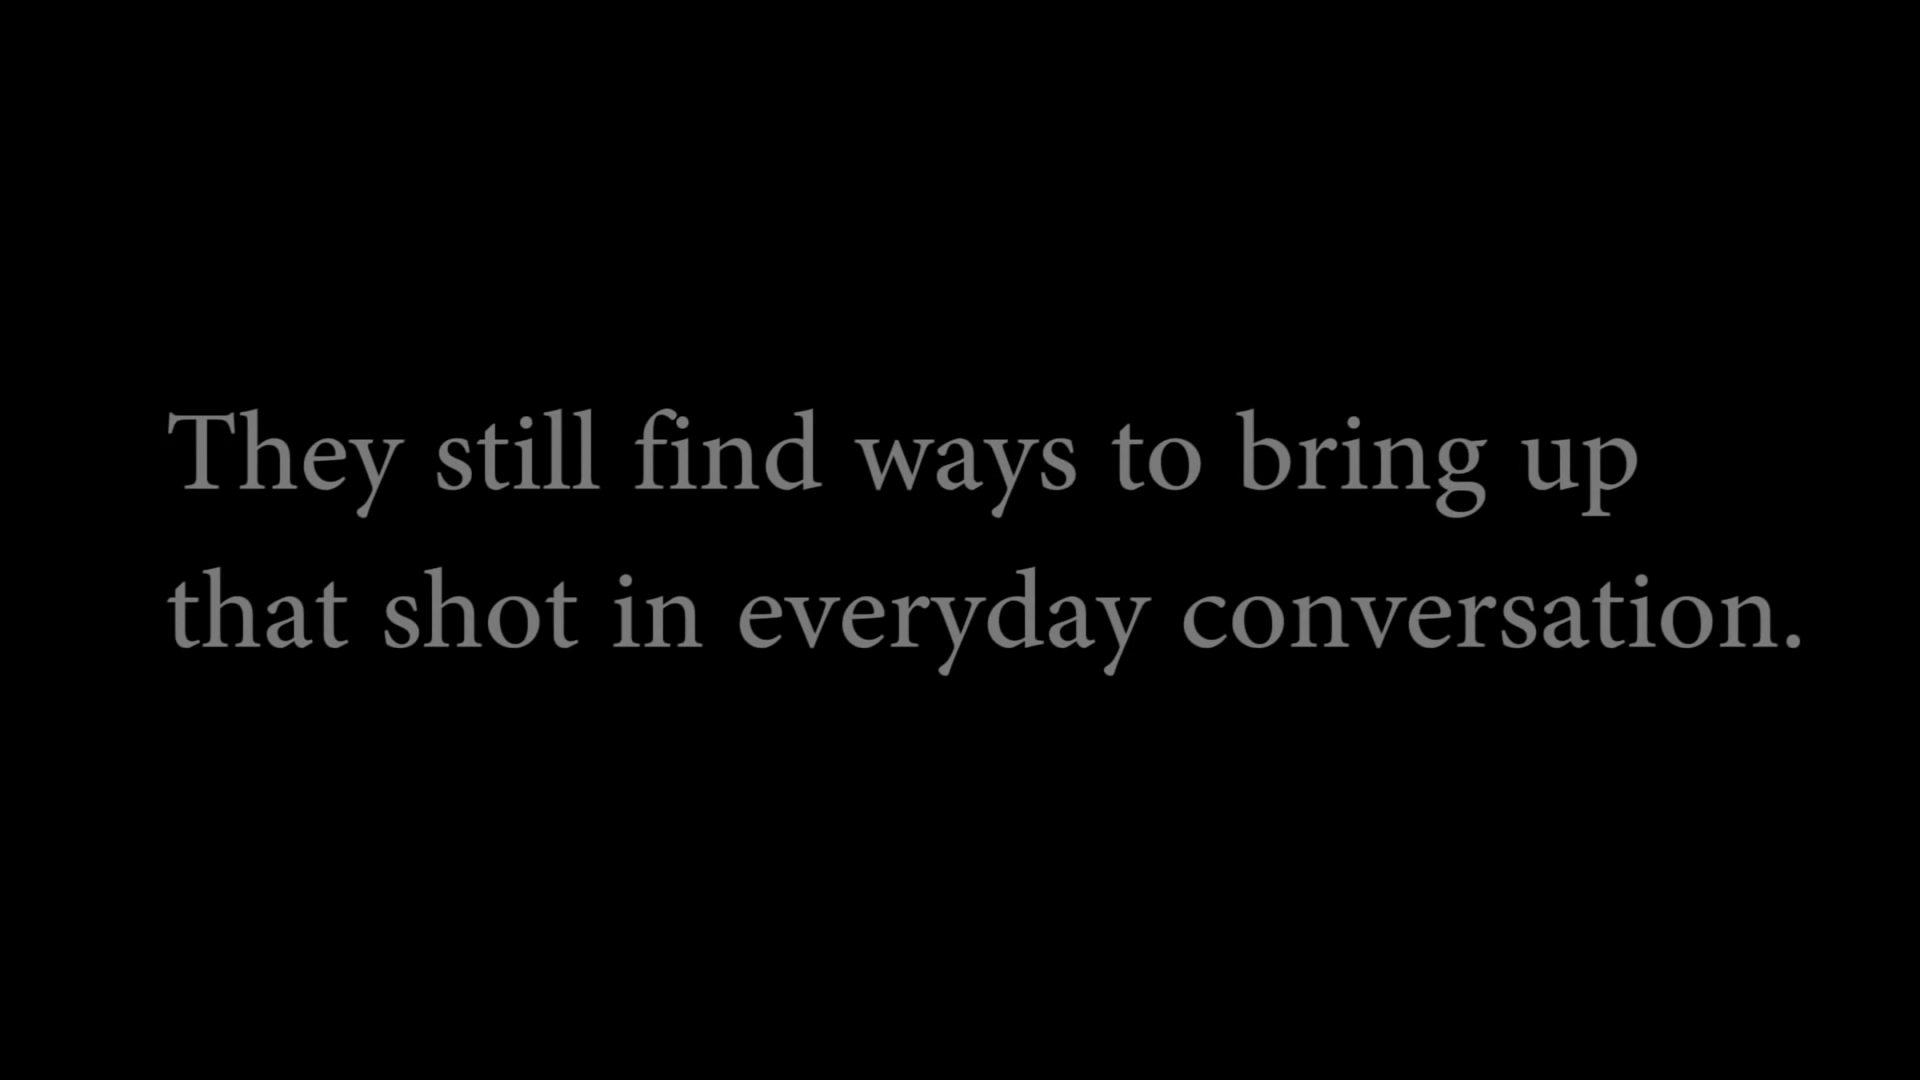 They still find ways to bring up
that shot in everyday conversation.